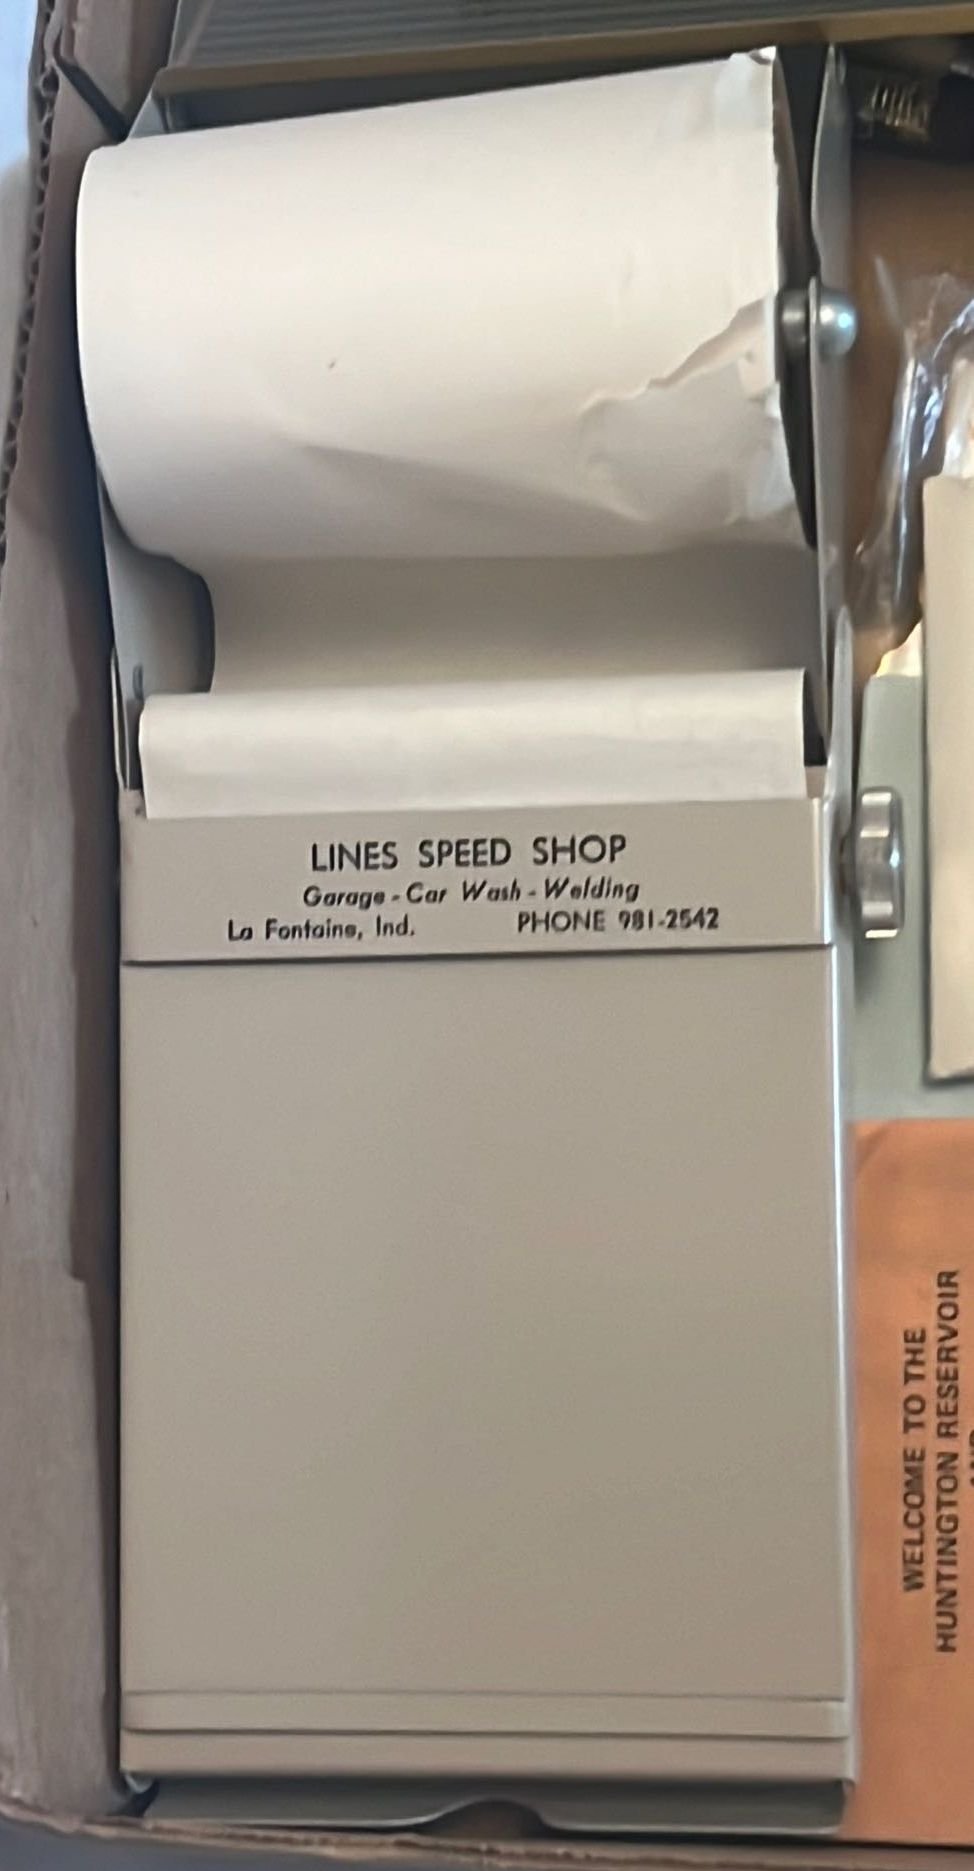 LINES SPEED SHOP
Garage - Car Wash - Welding
La Fontaine, Ind. PHONE 981-2542
WELCOME TO THE
HUNTINGTON RESERVOIR